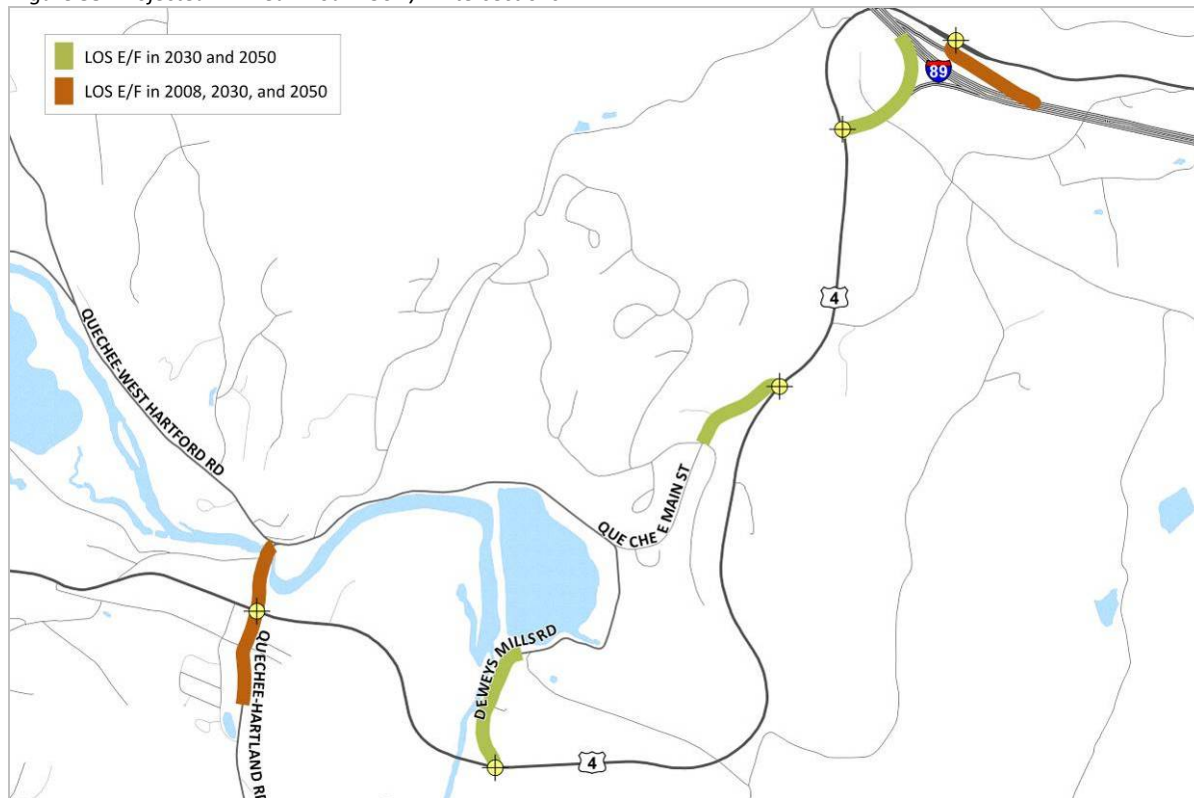 LOS E/F in 2030 and 2050
LOS E/F in 2008, 2030, and 2050
89
4
QUECHEE-WEST HARTFORD RD
QUECHEE MAIN ST
DEWEYS MILLS RD
QUECHEE-HARTLAND RD
4